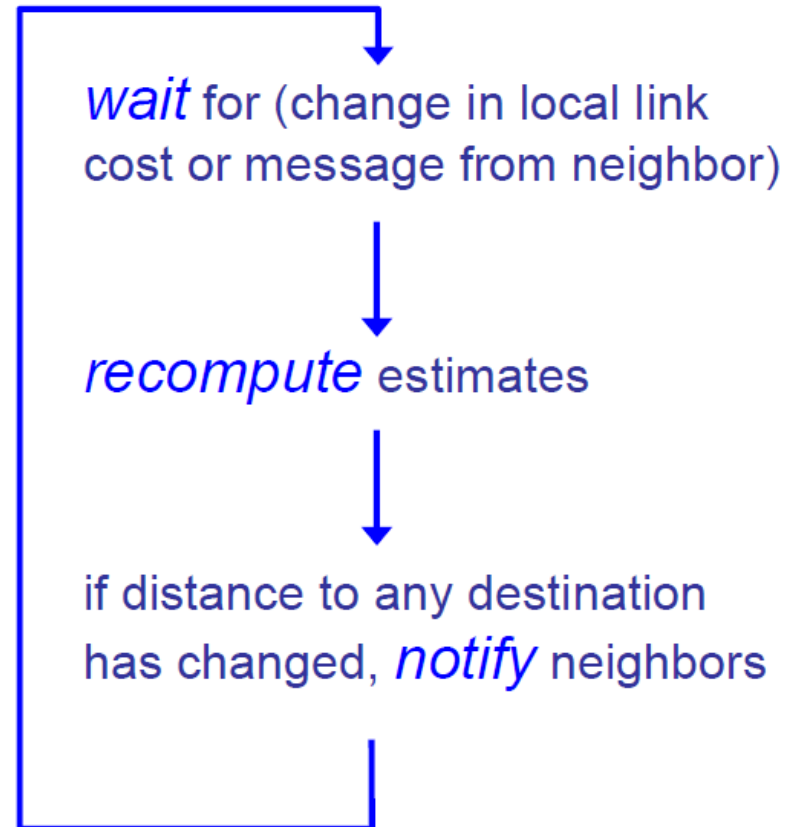 wait for (change in local link
cost or message from neighbor)
recompute estimates
if distance to any destination
has changed, notify neighbors